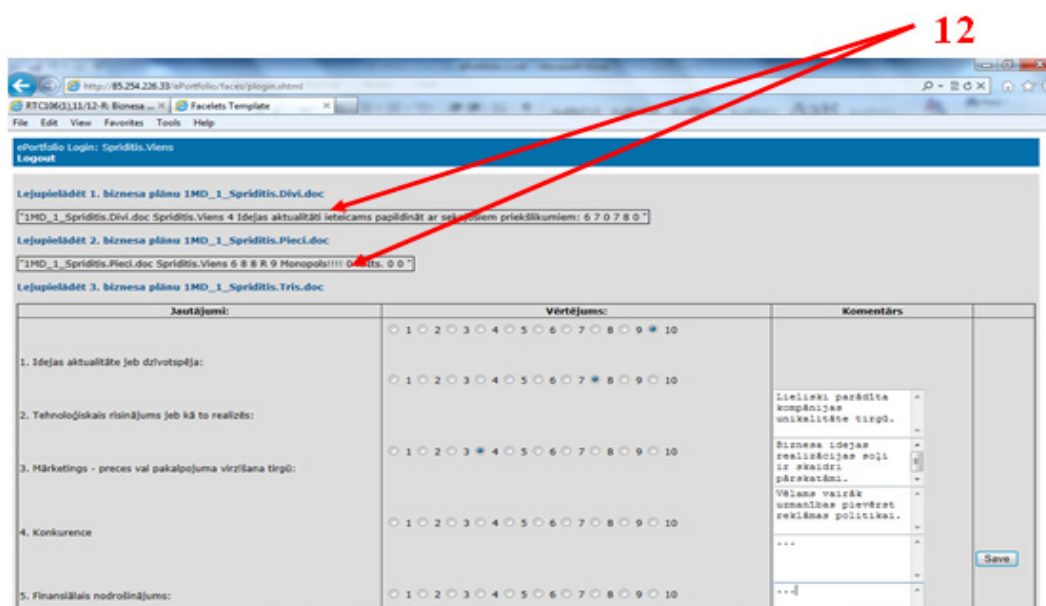 12
http://85.254.226.33/ePortfolio/faces/plogin.xhtml
RTC106(1),11/12-R: Biznesa ...
Facelets Template
File Edit View Favorites Tools Help
ePortfolio Login: Spriditis.Viens
Logout
Lejupielādēt 1. biznesa plānu 1MD_1_Spriditis.Divi.doc
"1MD_1_Spriditis.Divi.doc Spriditis.Viens 4 Idejas aktualitāti ieteicams papildināt ar sekojošiem priekšlikumiem: 6 7 0 7 8 0 "
Lejupielādēt 2. biznesa plānu 1MD_1_Spriditis.Pieci.doc
"1MD_1_Spriditis.Pieci.doc Spriditis.Viens 6 8 8 R 9 Monopols!!!! 0 0 "
Lejupielādēt 3. biznesa plānu 1MD_1_Spriditis.Tris.doc
Jautājumi: Vērtējums: Komentārs
1 2 3 4 5 6 7 8 9 10
1. Idejas aktualitāte jeb dzīvotspēja:
1 2 3 4 5 6 7 8 9 10
Lieliski parādīta
kompānijas
unikalitāte tirgū.
2. Tehnoloģiskais risinājums jeb kā to realizēs:
1 2 3 4 5 6 7 8 9 10
Biznesa idejas
realizācijas soļi
ir skaidri
pārskatāmi.
3. Mārketings - preces vai pakalpojuma virzīšana tirgū:
Vēlams vairāk
uzmanības pievērst
reklāmas politikai.
1 2 3 4 5 6 7 8 9 10
4. Konkurence
...
Save
5. Finansiālais nodrošinājums:
1 2 3 4 5 6 7 8 9 10
...